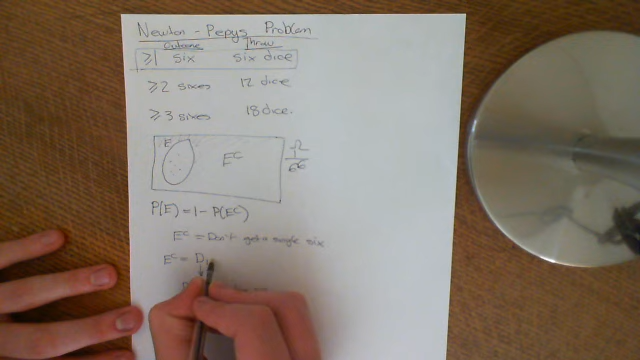 Newton - Pepys Problem
Outcome Throw
≥1 six six dice
≥2 sixes 12 dice
≥3 sixes 18 dice.
E E^C Ω
6^6
P(E) = 1 - P(E^C)
E^C = Don't get a single six
E^C = D